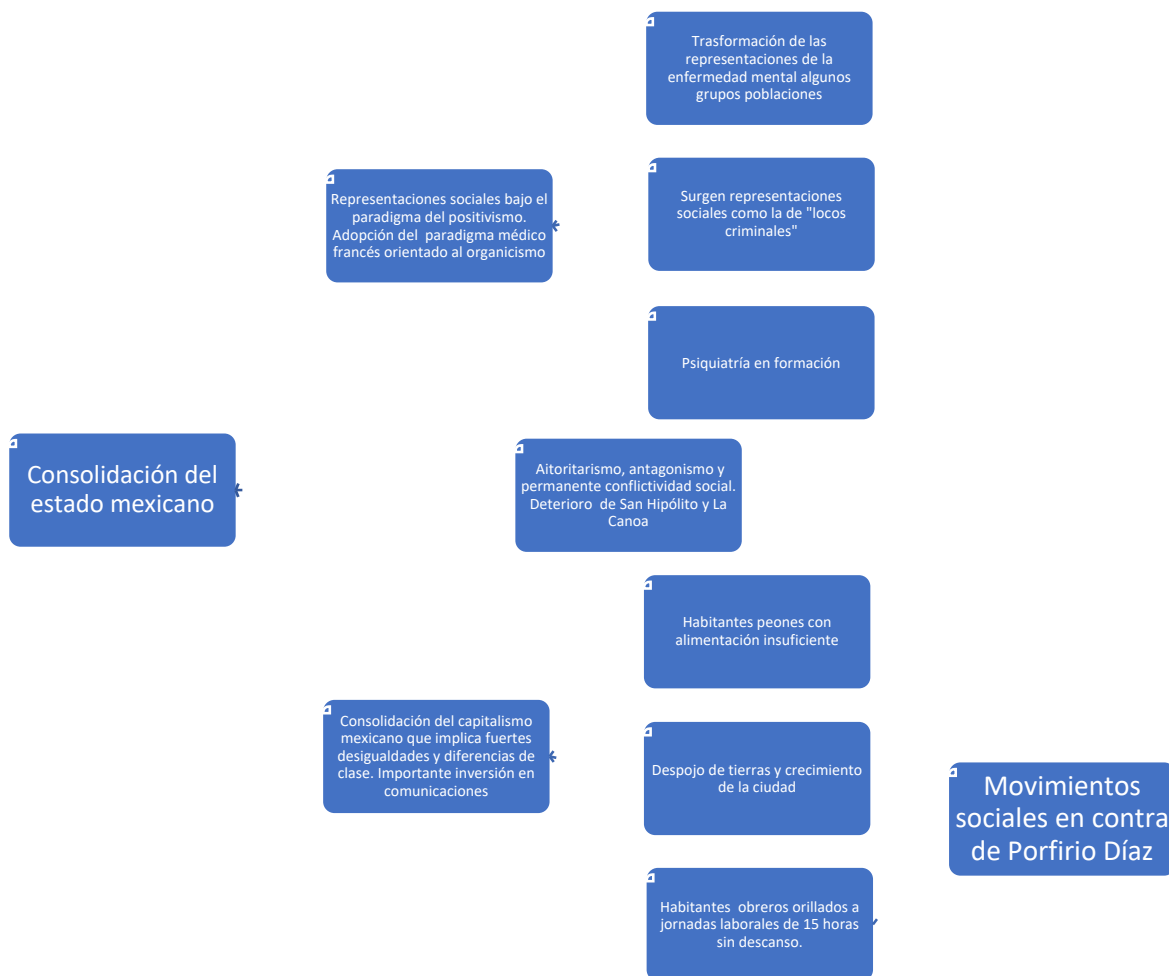 Trasformación de las
representaciones de la
enfermedad mental algunos
grupos poblaciones
Representaciones sociales bajo el
paradigma del positivismo.
Adopción del paradigma médico
francés orientado al organicismo
Surgen representaciones
sociales como la de "locos
criminales"
Psiquiatría en formación
Consolidación del
estado mexicano
Aitoritarismo, antagonismo y
permanente conflictividad social.
Deterioro de San Hipólito y La
Canoa
Habitantes peones con
alimentación insuficiente
Consolidación del capitalismo
mexicano que implica fuertes
desigualdades y diferencias de
clase. Importante inversión en
comunicaciones
Despojo de tierras y crecimiento
de la ciudad
Movimientos
sociales en contra
de Porfirio Díaz
Habitantes obreros orillados a
jornadas laborales de 15 horas
sin descanso.